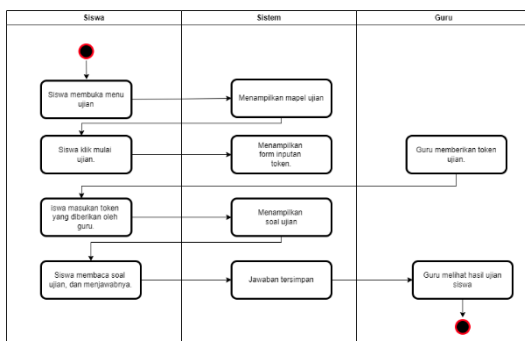 Siswa
Sistem
Guru
Siswa membuka menu
ujian
Menampilkan mapel ujian
Siswa klik mulai
ujian.
Menampilkan
form inputan
token.
Guru memberikan token
ujian.
iswa masukan token
yang diberikan oleh
guru.
Menampilkan
soal ujian
Siswa membaca soal
ujian, dan menjawabnya.
Jawaban tersimpan
Guru melihat hasil ujian
siswa